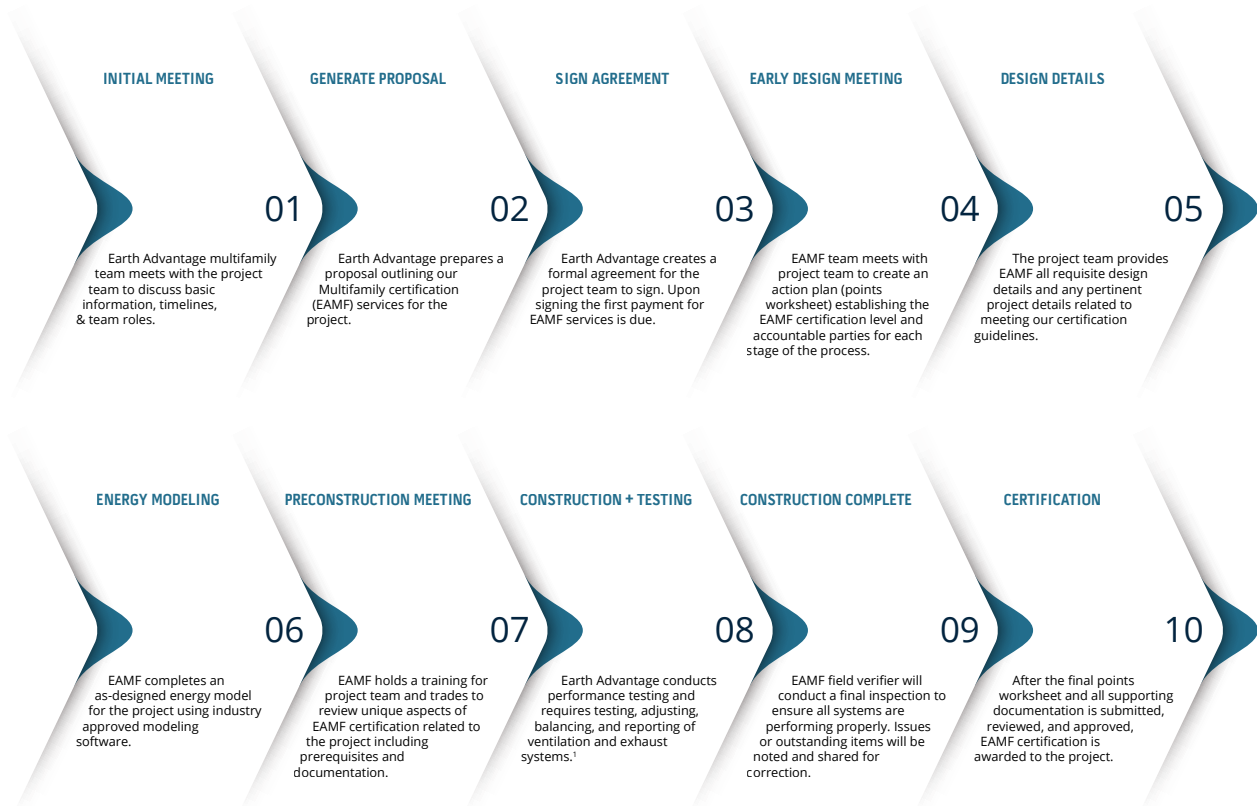 INITIAL MEETING
01
Earth Advantage multifamily
team meets with the project
team to discuss basic
information, timelines,
& team roles.
GENERATE PROPOSAL
02
Earth Advantage prepares a
proposal outlining our
Multifamily certification
(EAMF) services for the
project.
SIGN AGREEMENT
03
Earth Advantage creates a
formal agreement for the
project team to sign. Upon
signing the first payment for
EAMF services is due.
EARLY DESIGN MEETING
04
EAMF team meets with
project team to create an
action plan (points
worksheet) establishing the
EAMF certification level and
accountable parties for each
stage of the process.
DESIGN DETAILS
05
The project team provides
EAMF all requisite design
details and any pertinent
project details related to
meeting our certification
guidelines.
ENERGY MODELING
06
EAMF completes an
as-designed energy model
for the project using industry
approved modeling
software.
PRECONSTRUCTION MEETING
07
EAMF holds a training for
project team and trades to
review unique aspects of
EAMF certification related to
the project including
prerequisites and
documentation.
CONSTRUCTION + TESTING
08
Earth Advantage conducts
performance testing and
requires testing, adjusting,
balancing, and reporting of
ventilation and exhaust
systems.¹
CONSTRUCTION COMPLETE
09
EAMF field verifier will
conduct a final inspection to
ensure all systems are
performing properly. Issues
or outstanding items will be
noted and shared for
correction.
CERTIFICATION
10
After the final points
worksheet and all supporting
documentation is submitted,
reviewed, and approved,
EAMF certification is
awarded to the project.